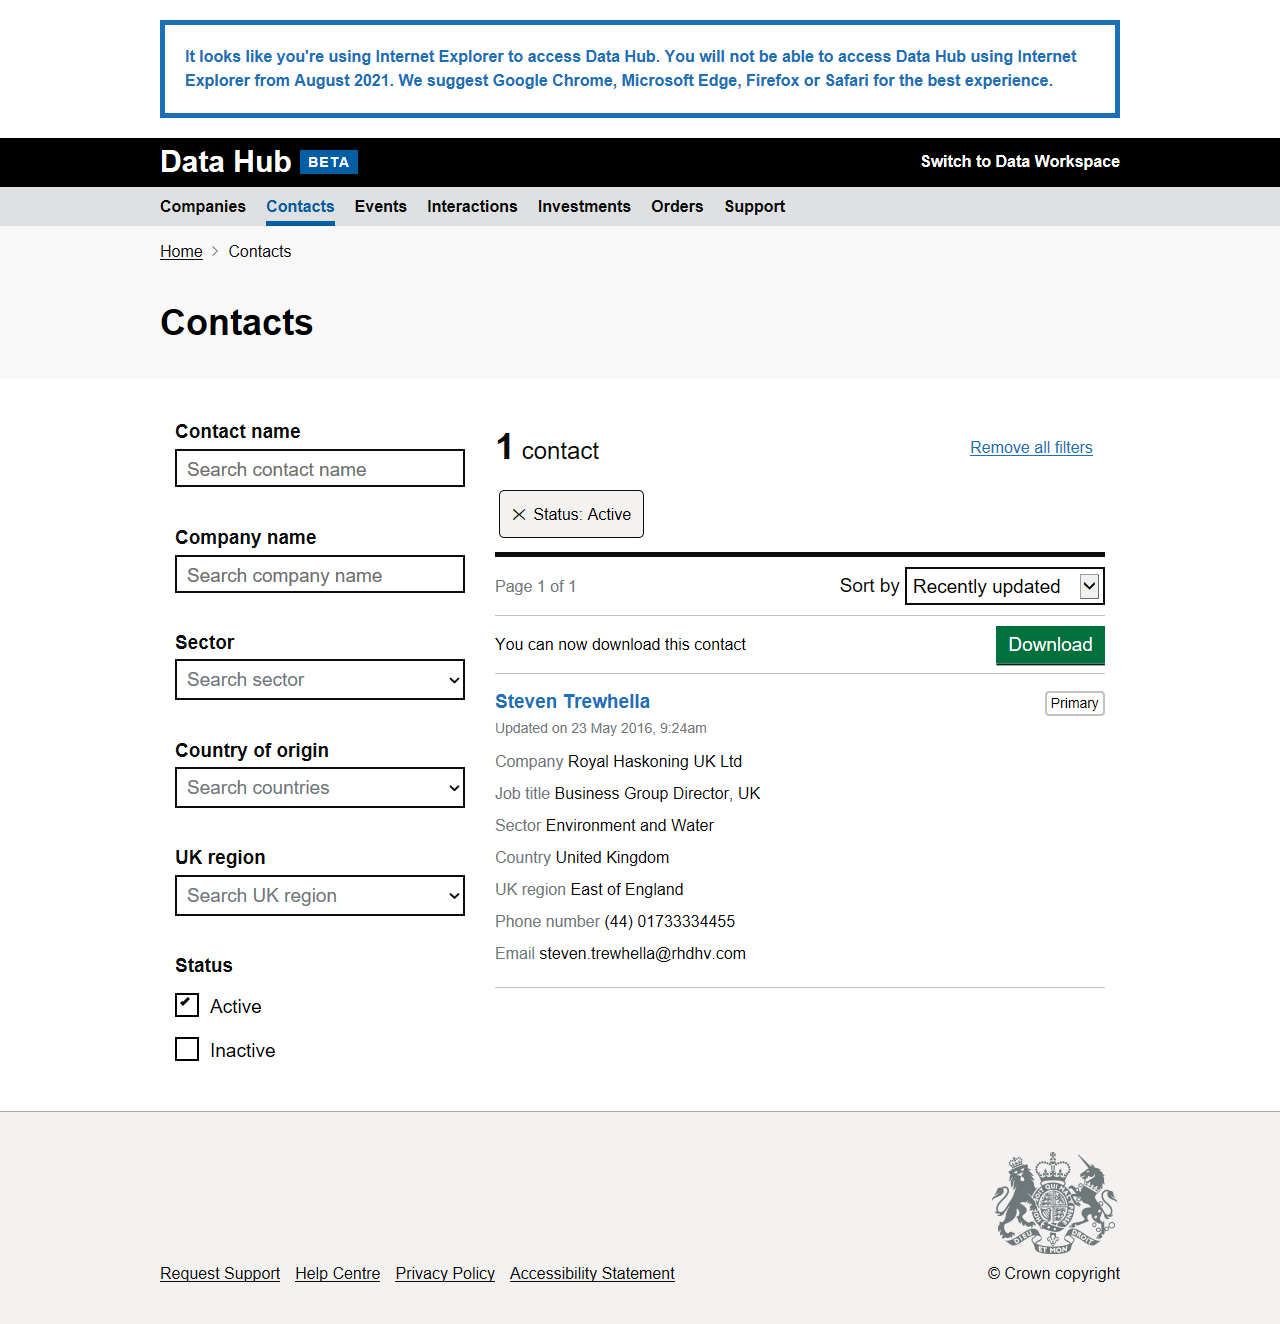 It looks like you're using Internet Explorer to access Data Hub. You will not be able to access Data Hub using Internet
Explorer from August 2021. We suggest Google Chrome, Microsoft Edge, Firefox or Safari for the best experience.
Data Hub BETA
Switch to Data Workspace
Companies Contacts Events Interactions Investments Orders Support
Home Contacts
Contacts
Contact name
Search contact name
Company name
Search company name
Sector
Search sector
Country of origin
Search countries
UK region
Search UK region
Status
Active
Inactive
1 contact
Remove all filters
Status: Active
Page 1 of 1
Sort by Recently updated
You can now download this contact
Download
Steven Trewhella
Primary
Updated on 23 May 2016, 9:24am
Company Royal Haskoning UK Ltd
Job title Business Group Director, UK
Sector Environment and Water
Country United Kingdom
UK region East of England
Phone number (44) 01733334455
Email steven.trewhella@rhdhv.com
DIEU ET MON DROIT
Request Support Help Centre Privacy Policy Accessibility Statement
© Crown copyright